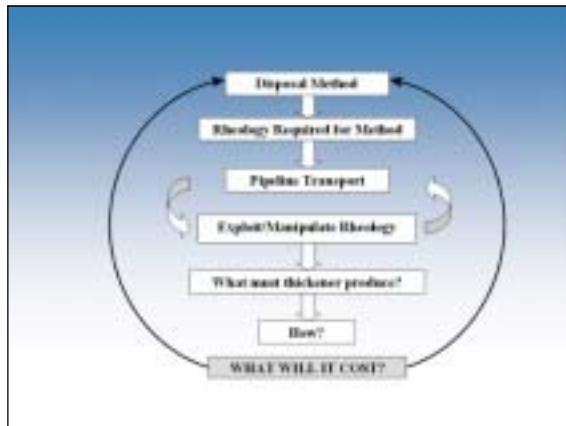 Disposal Method
Rheology Required for Method
Pipeline Transport
Exploit/Manipulate Rheology
What must thickener produce?
How?
WHAT WILL IT COST?